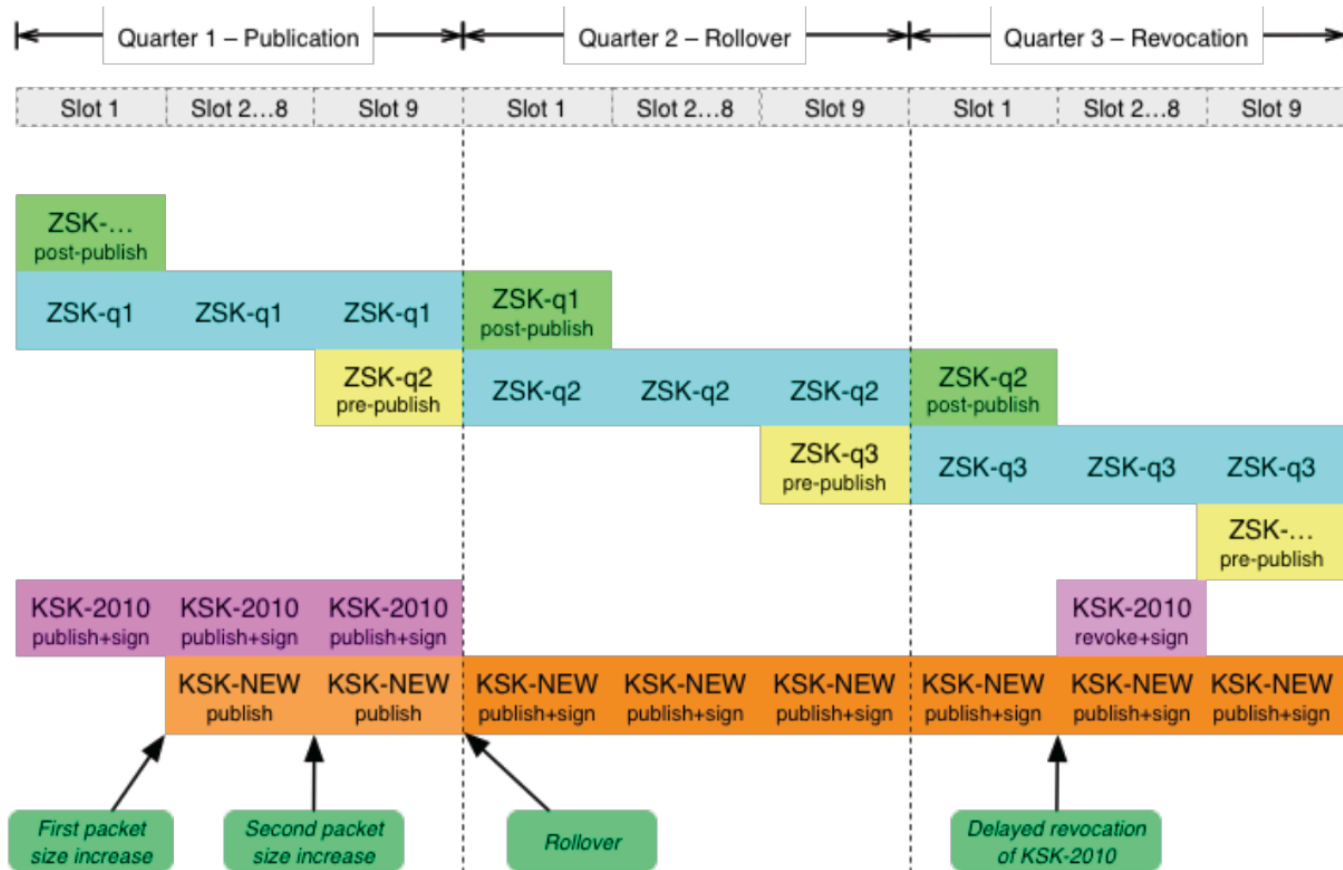 Quarter 1 – Publication
Quarter 2 – Rollover
Quarter 3 – Revocation
Slot 1
Slot 2…8
Slot 9
Slot 1
Slot 2…8
Slot 9
Slot 1
Slot 2…8
Slot 9
ZSK-…
post-publish
ZSK-q1
ZSK-q1
ZSK-q1
ZSK-q1
post-publish
ZSK-q2
pre-publish
ZSK-q2
ZSK-q2
ZSK-q2
ZSK-q2
post-publish
ZSK-q3
pre-publish
ZSK-q3
ZSK-q3
ZSK-q3
ZSK-…
pre-publish
KSK-2010
publish+sign
KSK-2010
publish+sign
KSK-2010
publish+sign
KSK-2010
revoke+sign
KSK-NEW
publish
KSK-NEW
publish
KSK-NEW
publish+sign
KSK-NEW
publish+sign
KSK-NEW
publish+sign
KSK-NEW
publish+sign
KSK-NEW
publish+sign
KSK-NEW
publish+sign
First packet
size increase
Second packet
size increase
Rollover
Delayed revocation
of KSK-2010